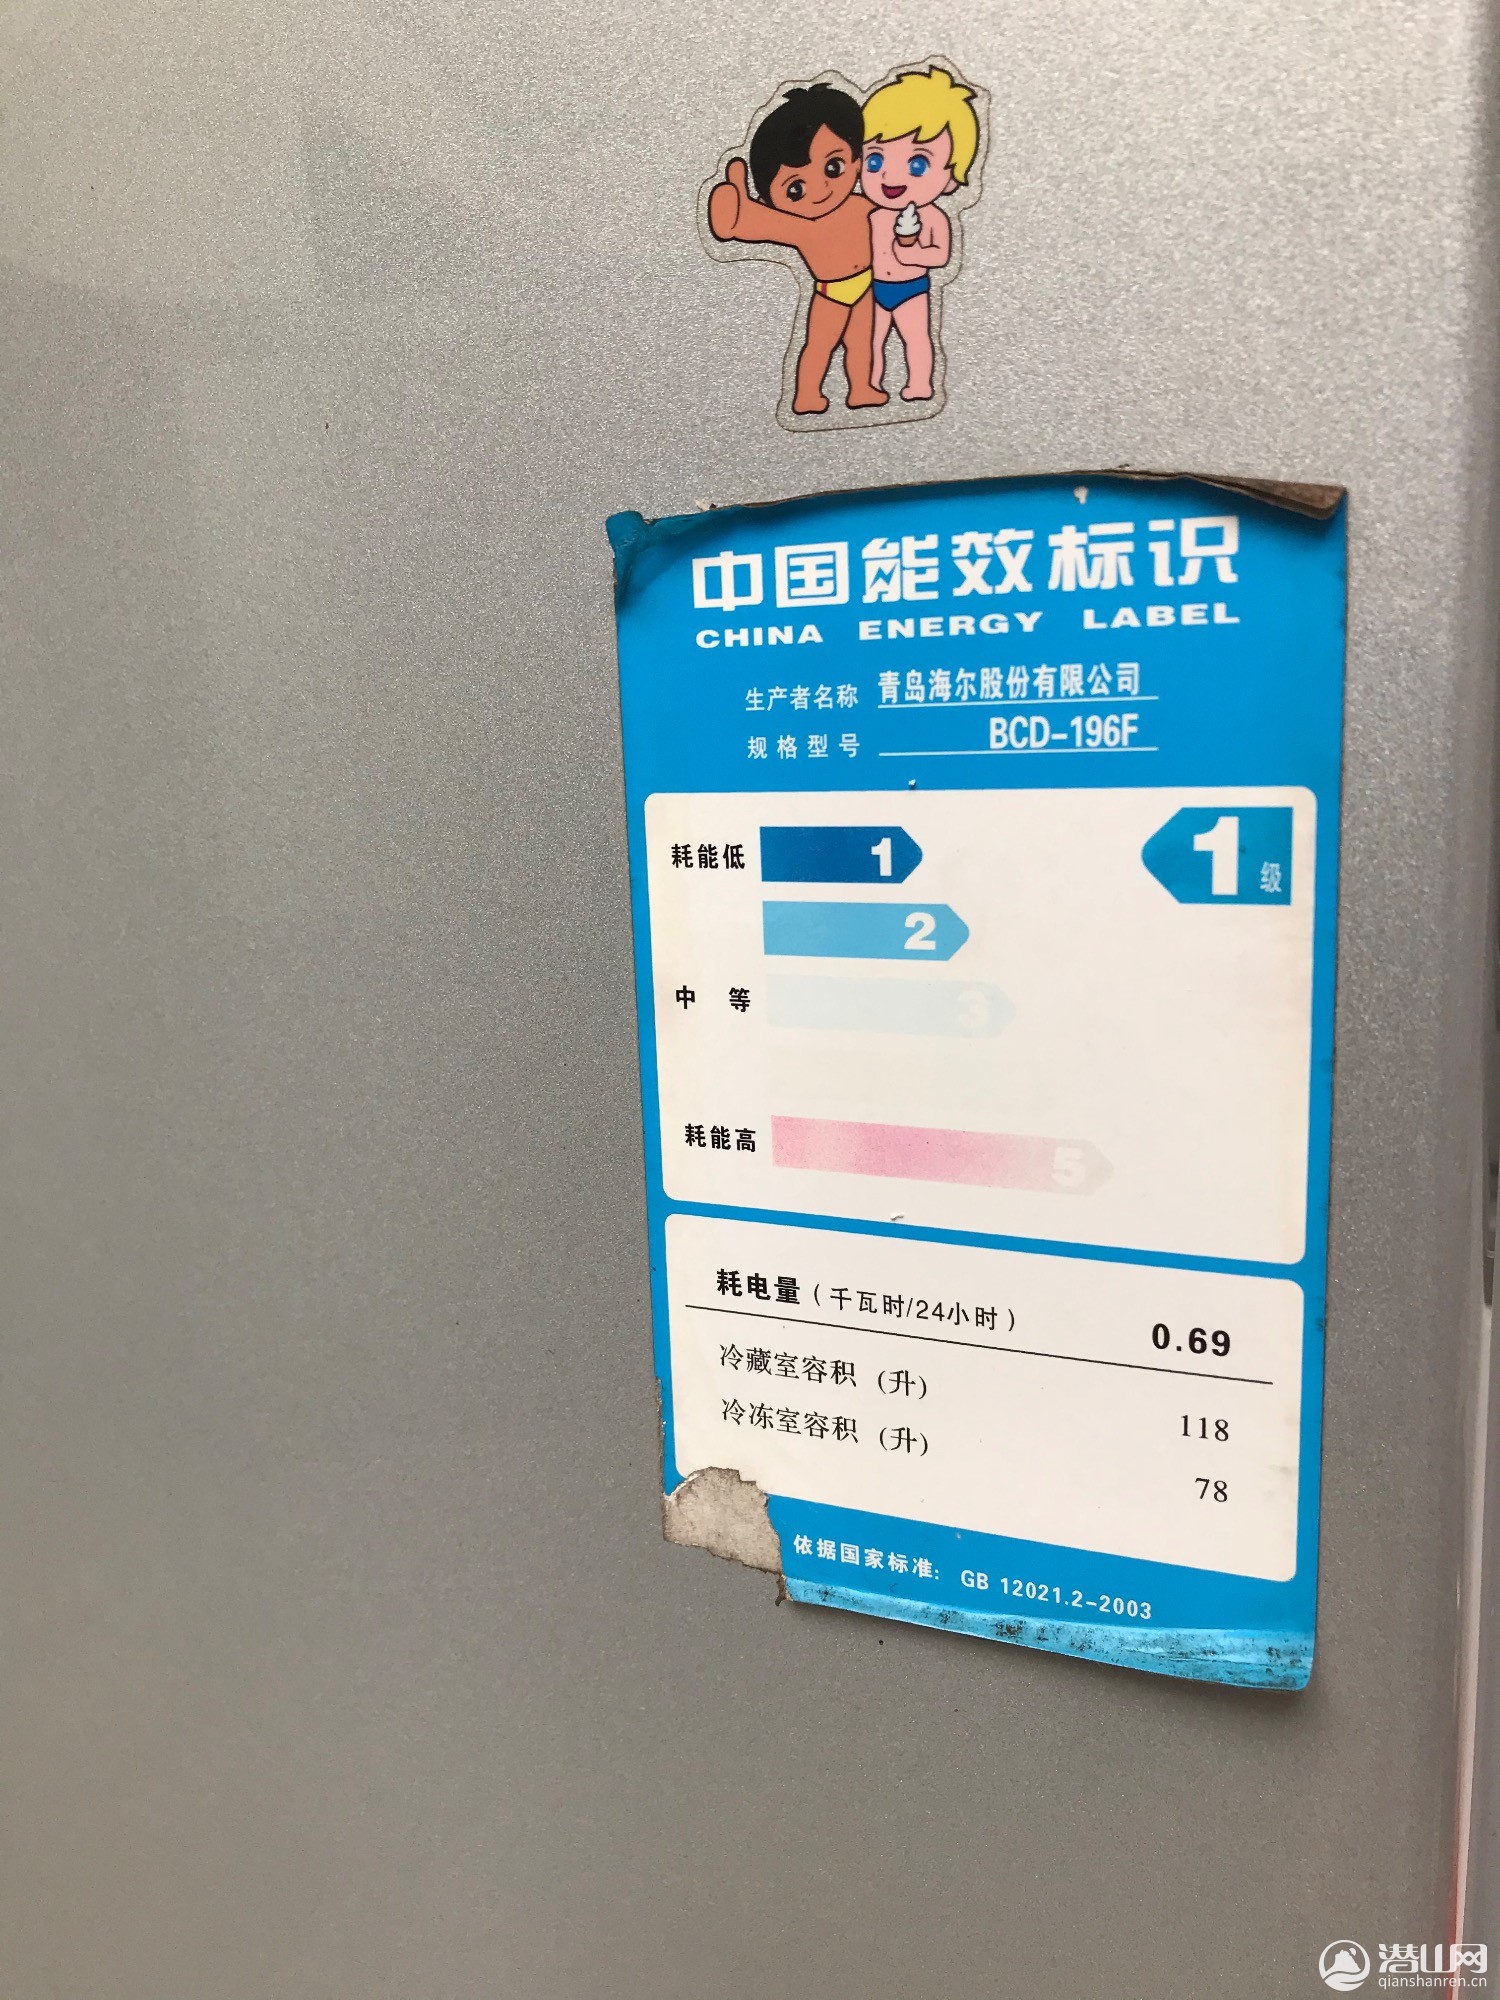 中国能效标识
CHINA ENERGY LABEL
生产者名称 青岛海尔股份有限公司
规格型号 BCD-196F
耗能低 1 1级
2
中 等 3
耗能高 5
耗电量（千瓦时/24小时） 0.69
冷藏室容积 (升) 118
冷冻室容积 (升) 78
依据国家标准: GB 12021.2-2003
潜山网
qianshanren.cn